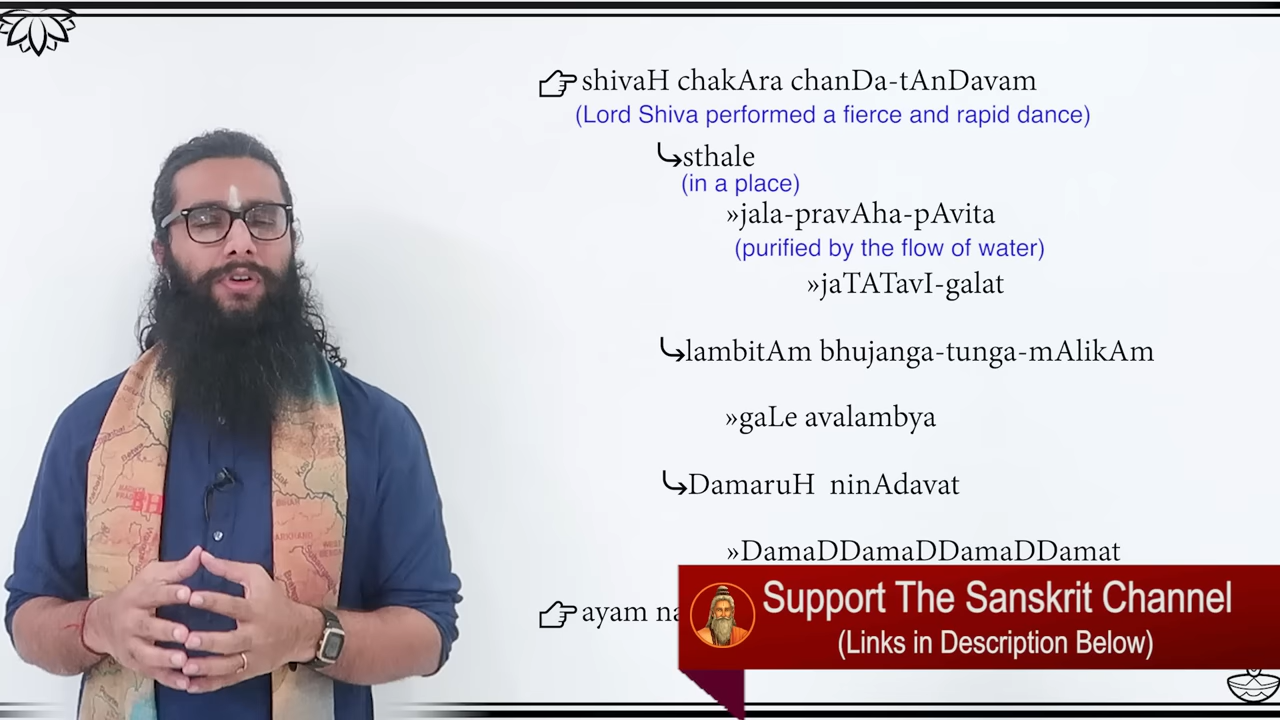 shivaH chakAra chanDa-tAnDavam
(Lord Shiva performed a fierce and rapid dance)
sthale
(in a place)
»jala-pravAha-pAvita
(purified by the flow of water)
»jaTATavI-galat
lambitAm bhujanga-tunga-mAlikAm
»gaLe avalambya
DamaruH ninAdavat
»DamaDDamaDDamaDDamat
ayam na
Support The Sanskrit Channel
(Links in Description Below)
BH
BIHAR